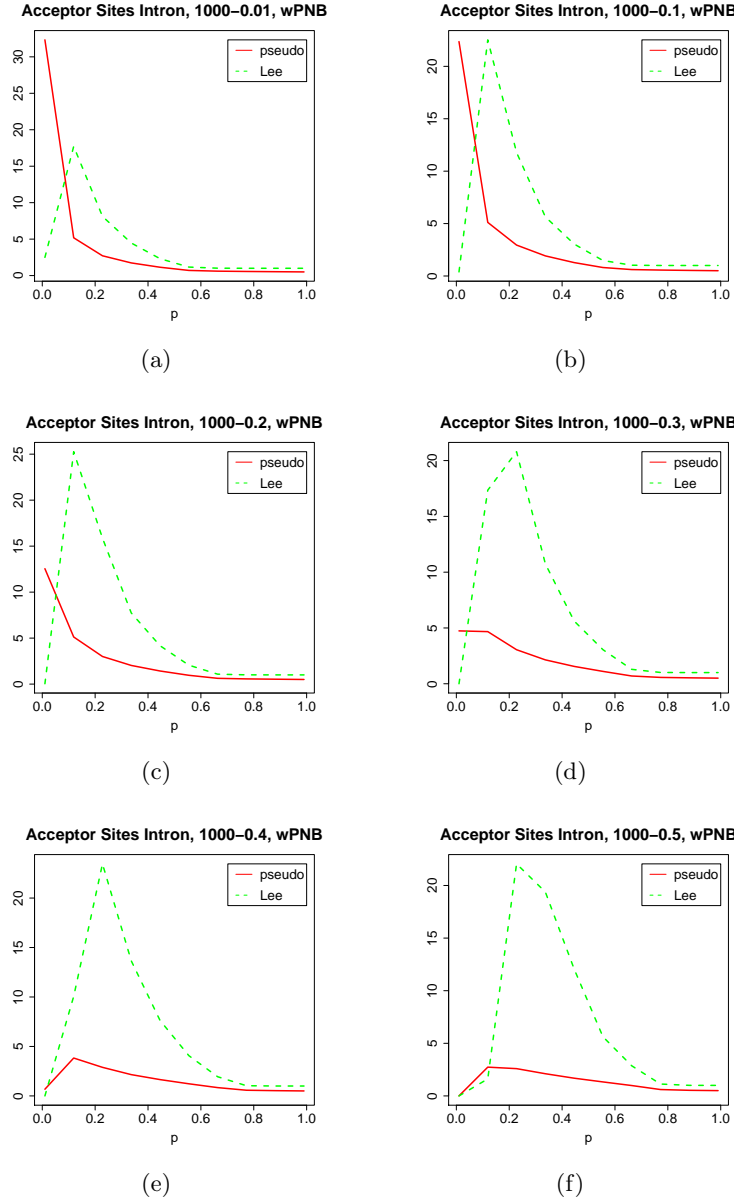 Acceptor Sites Intron, 1000−0.01, wPNB
pseudo
Lee
0 5 10 15 20 25 30
0.0 0.2 0.4 0.6 0.8 1.0
p
(a)
Acceptor Sites Intron, 1000−0.1, wPNB
pseudo
Lee
0 5 10 15 20
0.0 0.2 0.4 0.6 0.8 1.0
p
(b)
Acceptor Sites Intron, 1000−0.2, wPNB
pseudo
Lee
0 5 10 15 20 25
0.0 0.2 0.4 0.6 0.8 1.0
p
(c)
Acceptor Sites Intron, 1000−0.3, wPNB
pseudo
Lee
0 5 10 15 20
0.0 0.2 0.4 0.6 0.8 1.0
p
(d)
Acceptor Sites Intron, 1000−0.4, wPNB
pseudo
Lee
0 5 10 15 20
0.0 0.2 0.4 0.6 0.8 1.0
p
(e)
Acceptor Sites Intron, 1000−0.5, wPNB
pseudo
Lee
0 5 10 15 20
0.0 0.2 0.4 0.6 0.8 1.0
p
(f)